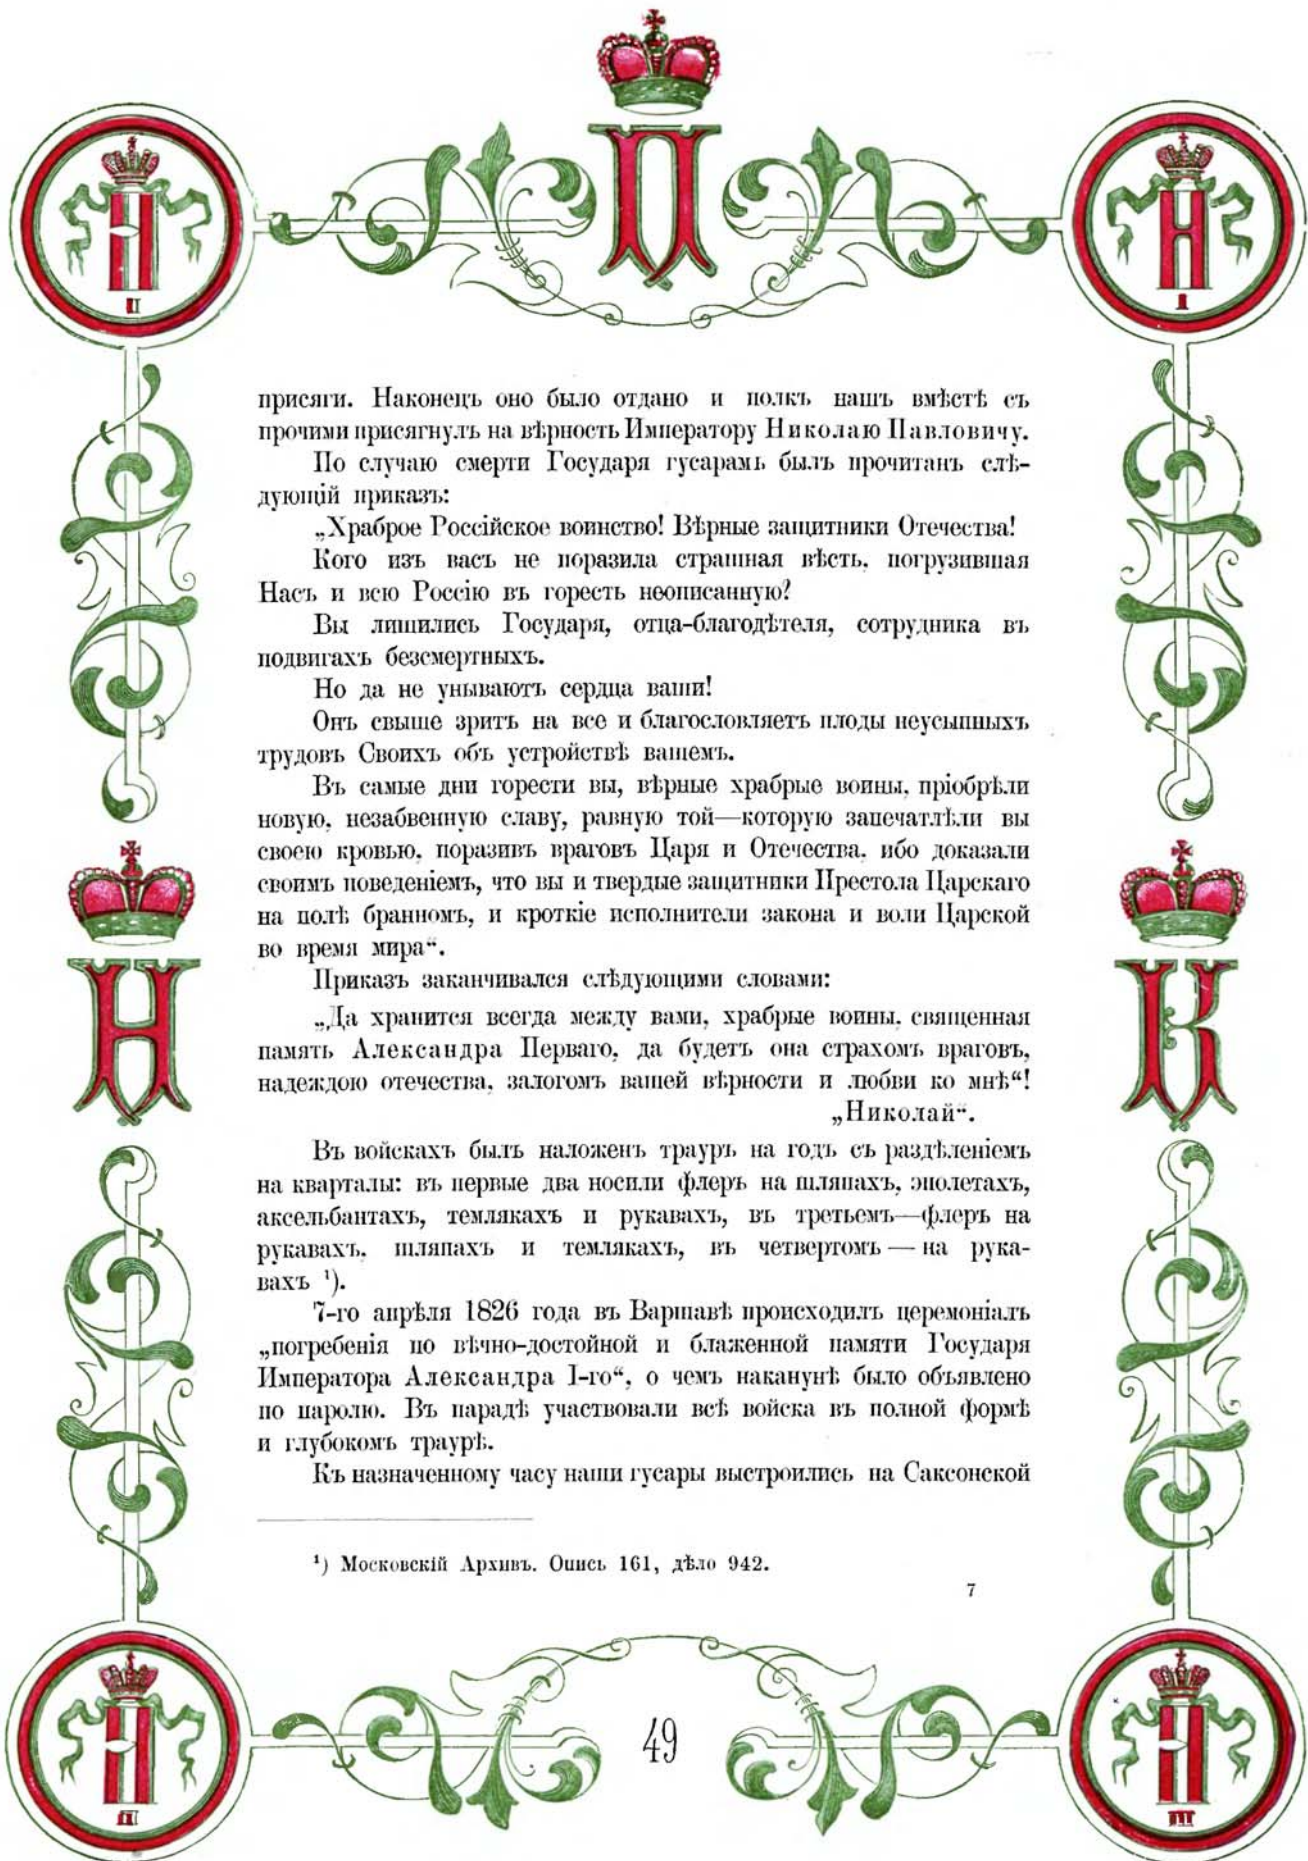 П
II
I
присяги. Наконецъ оно было отдано и полкъ нашъ вмѣстѣ съ
прочими присягнулъ на вѣрность Императору Николаю Павловичу.
По случаю смерти Государя гусарамъ былъ прочитанъ слѣ-
дующій приказъ:
„Храброе Россійское воинство! Вѣрные защитники Отечества!
Кого изъ васъ не поразила страшная вѣсть, погрузившая
Насъ и всю Россію въ горесть неописанную?
Вы лишились Государя, отца-благодѣтеля, сотрудника въ
подвигахъ безсмертныхъ.
Но да не унываютъ сердца ваши!
Онъ свыше зритъ на все и благословляетъ плоды неусыпныхъ
трудовъ Своихъ объ устройствѣ вашемъ.
Въ самые дни горести вы, вѣрные храбрые воины, пріобрѣли
новую, незабвенную славу, равную той—которую запечатлѣли вы
своею кровью, поразивъ враговъ Царя и Отечества, ибо доказали
своимъ поведеніемъ, что вы и твердые защитники Престола Царскаго
на полѣ бранномъ, и кроткіе исполнители закона и воли Царской
во время мира“.
Приказъ заканчивался слѣдующими словами:
„Да хранится всегда между вами, храбрые воины, священная
память Александра Перваго, да будетъ она страхомъ враговъ,
надеждою отечества, залогомъ вашей вѣрности и любви ко мнѣ“!
„Николай“.
Н
К
Въ войскахъ былъ наложенъ трауръ на годъ съ раздѣленіемъ
на кварталы: въ первые два носили флеръ на шляпахъ, эполетахъ,
аксельбантахъ, темлякахъ и рукавахъ, въ третьемъ—флеръ на
рукавахъ, шляпахъ и темлякахъ, въ четвертомъ — на рука-
вахъ ¹).
7-го апрѣля 1826 года въ Варшавѣ происходилъ церемоніалъ
„погребенія по вѣчно-достойной и блаженной памяти Государя
Императора Александра I-го“, о чемъ наканунѣ было объявлено
по паролю. Въ парадѣ участвовали всѣ войска въ полной формѣ
и глубокомъ траурѣ.
Къ назначенному часу наши гусары выстроились на Саксонской
¹) Московскій Архивъ. Опись 161, дѣло 942.
7
III
49